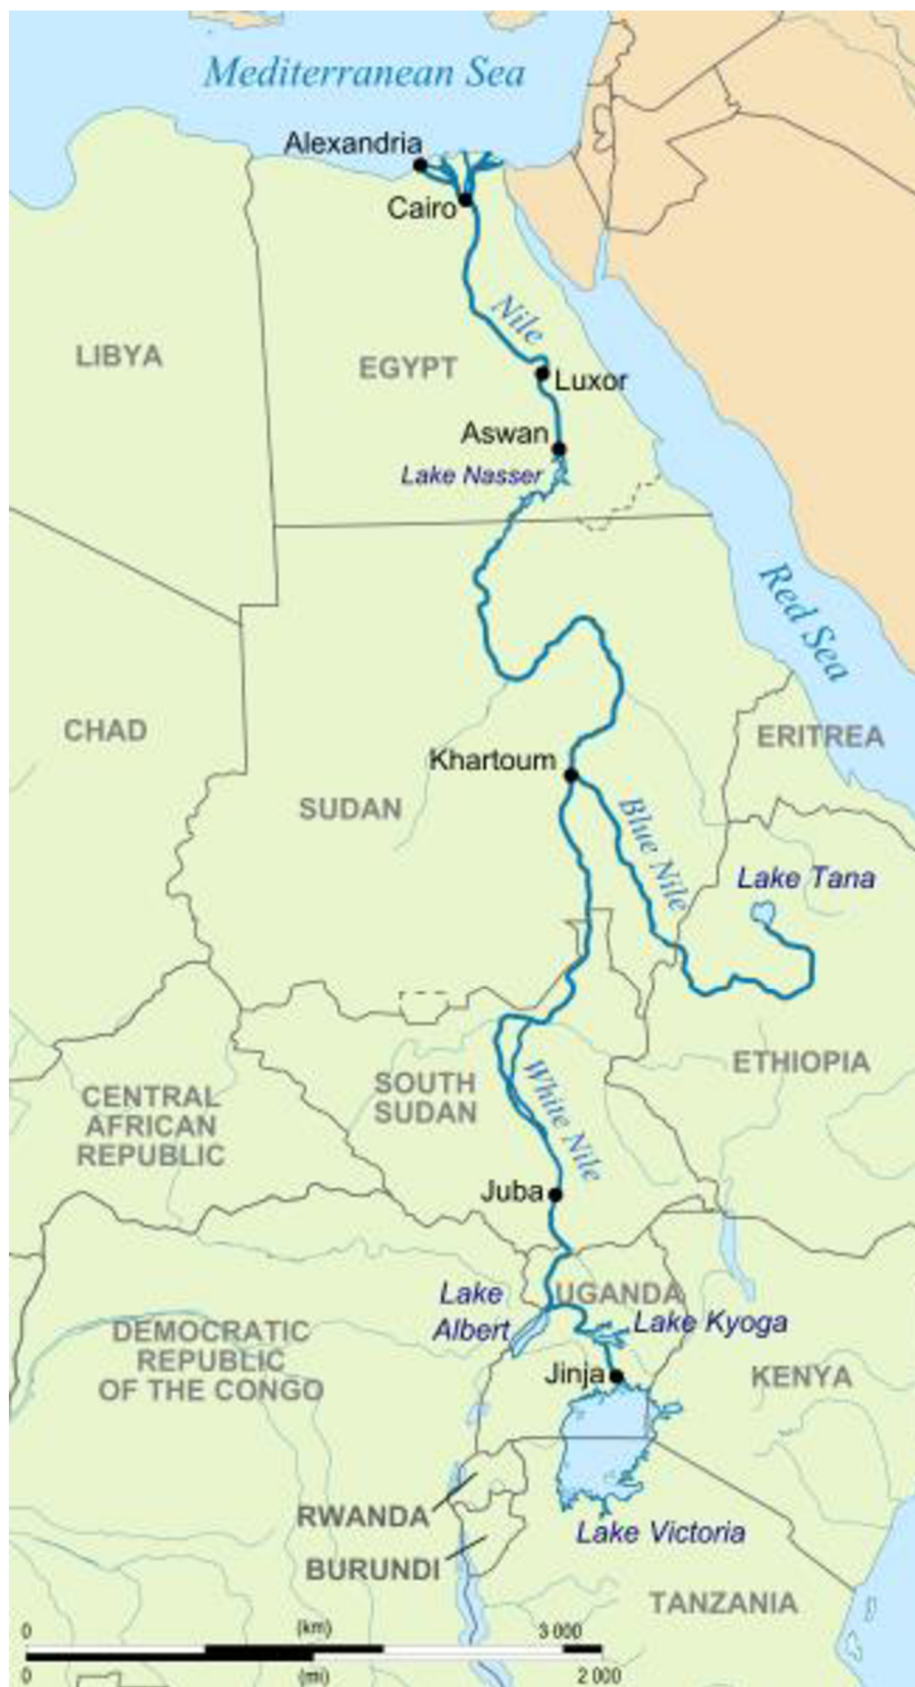 Mediterranean Sea
Alexandria
Cairo
Nile
LIBYA
EGYPT
Luxor
Aswan
Lake Nasser
Red Sea
CHAD
ERITREA
Khartoum
SUDAN
Blue Nile
Lake Tana
ETHIOPIA
SOUTH
SUDAN
White Nile
CENTRAL
AFRICAN
REPUBLIC
Juba
UGANDA
Lake
Albert
Lake Kyoga
DEMOCRATIC
REPUBLIC
OF THE CONGO
Jinja
KENYA
RWANDA
Lake Victoria
BURUNDI
TANZANIA
0 (km) 3 000
0 (mi) 2 000